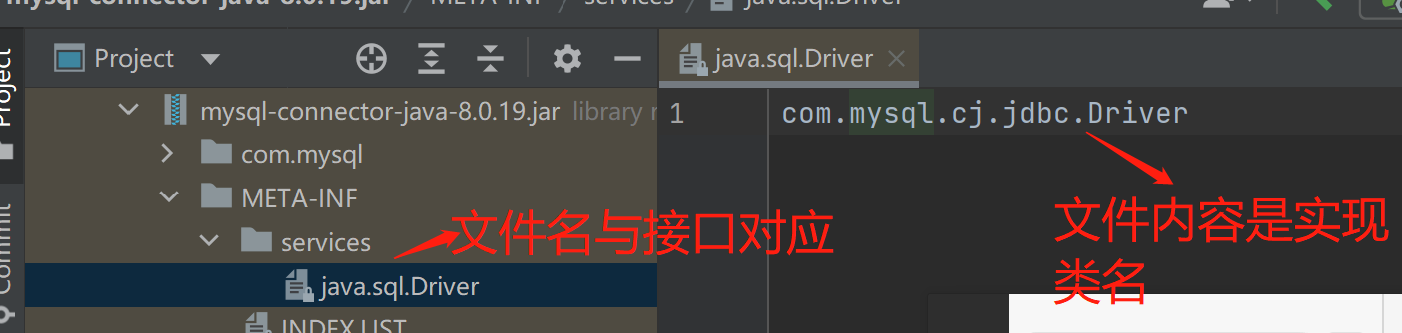 mysql-connector-java-8.0.19.jar / META-INF / services / java.sql.Driver
Project
java.sql.Driver
Project
mysql-connector-java-8.0.19.jar library
1 com.mysql.cj.jdbc.Driver
com.mysql
META-INF
services
文件名与接口对应
文件内容是实现
类名
java.sql.Driver
INDEX.LIST
Commit